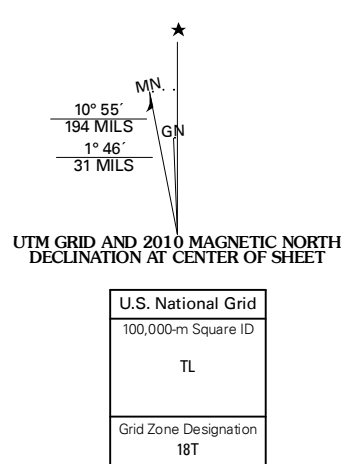 ★
MN
10° 55´
194 MILS
GN
1° 46´
31 MILS
UTM GRID AND 2010 MAGNETIC NORTH
DECLINATION AT CENTER OF SHEET
U.S. National Grid
100,000-m Square ID
TL
Grid Zone Designation
18T